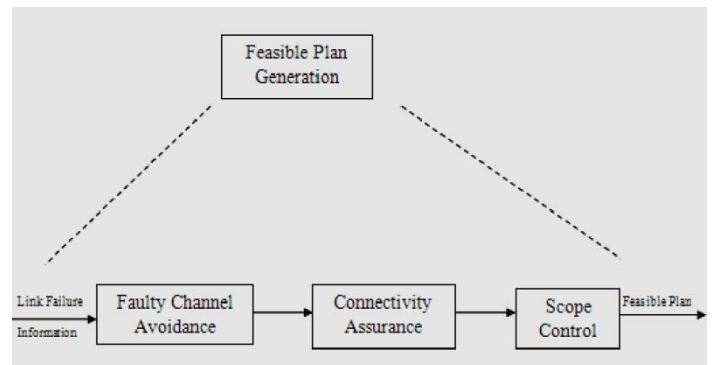 Feasible Plan
Generation
Link Failure
Information
Faulty Channel
Avoidance
Connectivity
Assurance
Scope
Control
Feasible Plan